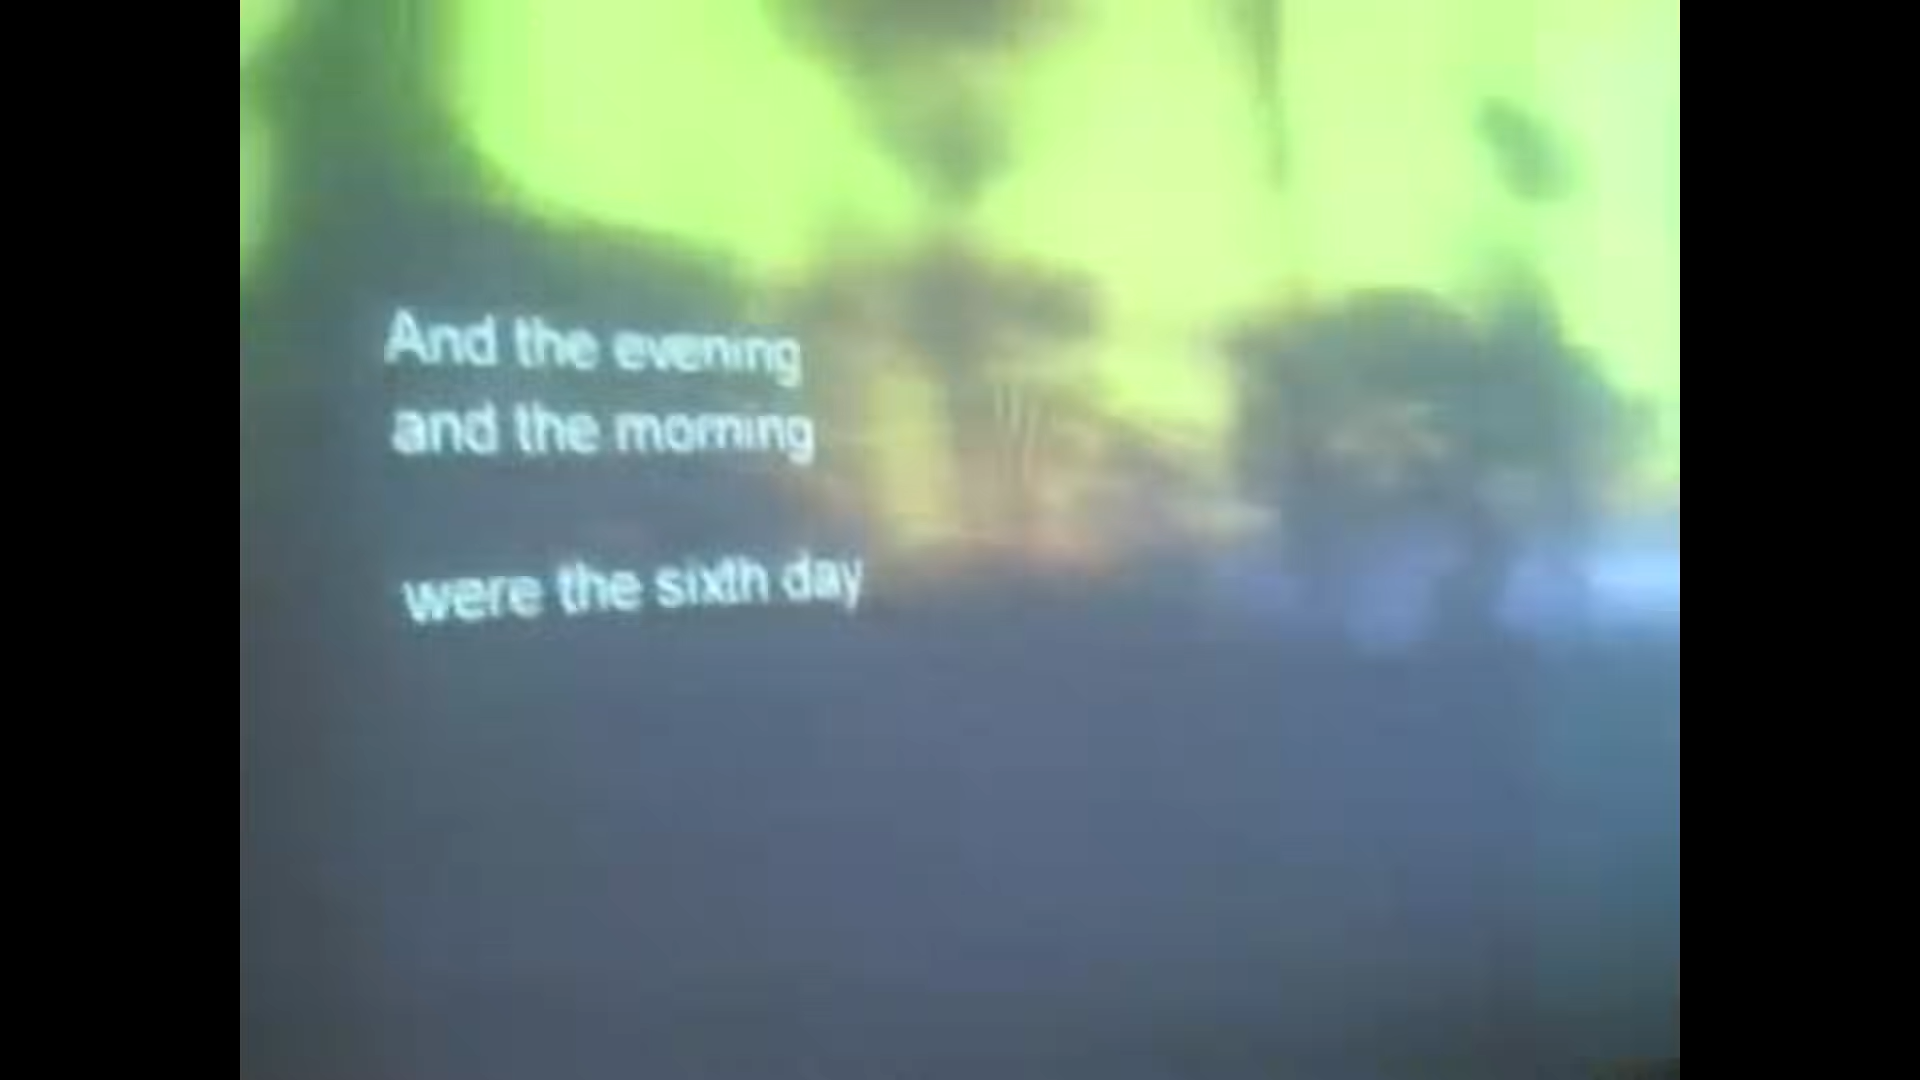 And the evening
and the morning
were the sixth day